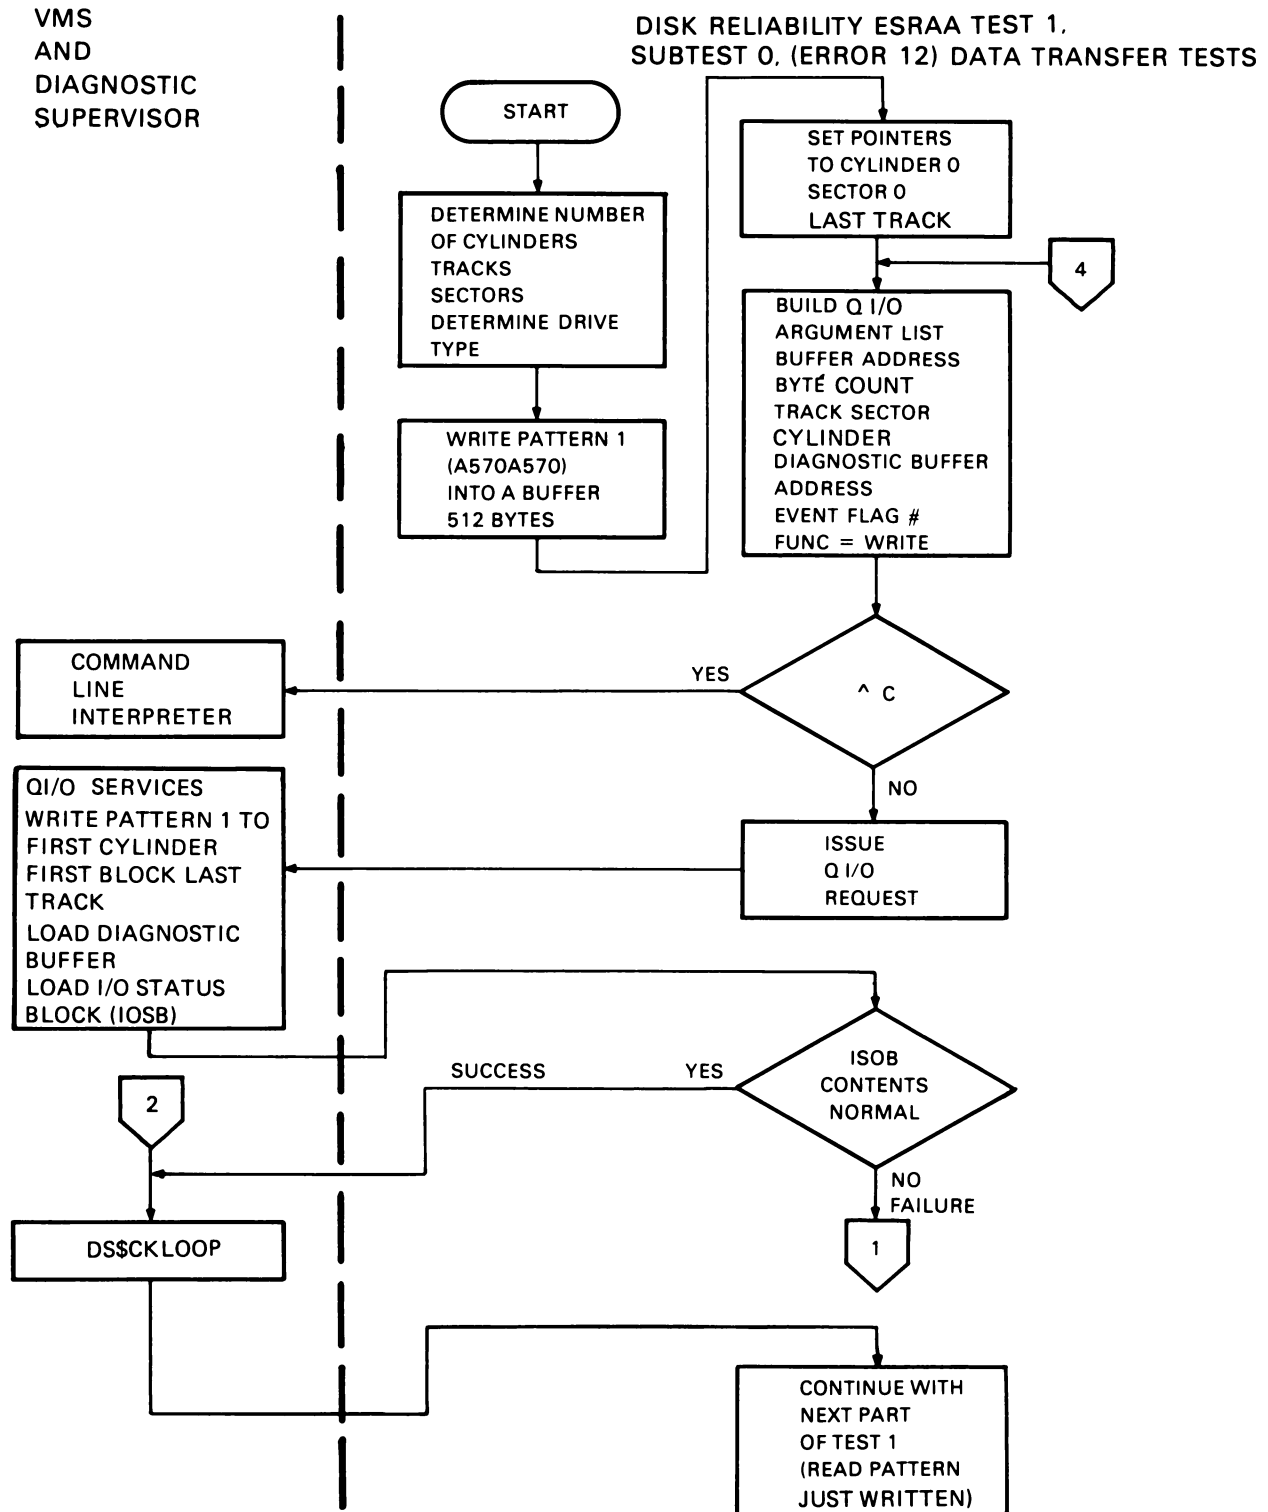 VMS
AND
DIAGNOSTIC
SUPERVISOR
DISK RELIABILITY ESRAA TEST 1,
SUBTEST 0, (ERROR 12) DATA TRANSFER TESTS
START
DETERMINE NUMBER
OF CYLINDERS
TRACKS
SECTORS
DETERMINE DRIVE
TYPE
WRITE PATTERN 1
(A570A570)
INTO A BUFFER
512 BYTES
SET POINTERS
TO CYLINDER 0
SECTOR 0
LAST TRACK
4
BUILD Q I/O
ARGUMENT LIST
BUFFER ADDRESS
BYTE COUNT
TRACK SECTOR
CYLINDER
DIAGNOSTIC BUFFER
ADDRESS
EVENT FLAG #
FUNC = WRITE
^ C
YES
NO
COMMAND
LINE
INTERPRETER
ISSUE
Q I/O
REQUEST
QI/O SERVICES
WRITE PATTERN 1 TO
FIRST CYLINDER
FIRST BLOCK LAST
TRACK
LOAD DIAGNOSTIC
BUFFER
LOAD I/O STATUS
BLOCK (IOSB)
ISOB
CONTENTS
NORMAL
SUCCESS YES
NO
FAILURE
1
2
DS$CKLOOP
CONTINUE WITH
NEXT PART
OF TEST 1
(READ PATTERN
JUST WRITTEN)